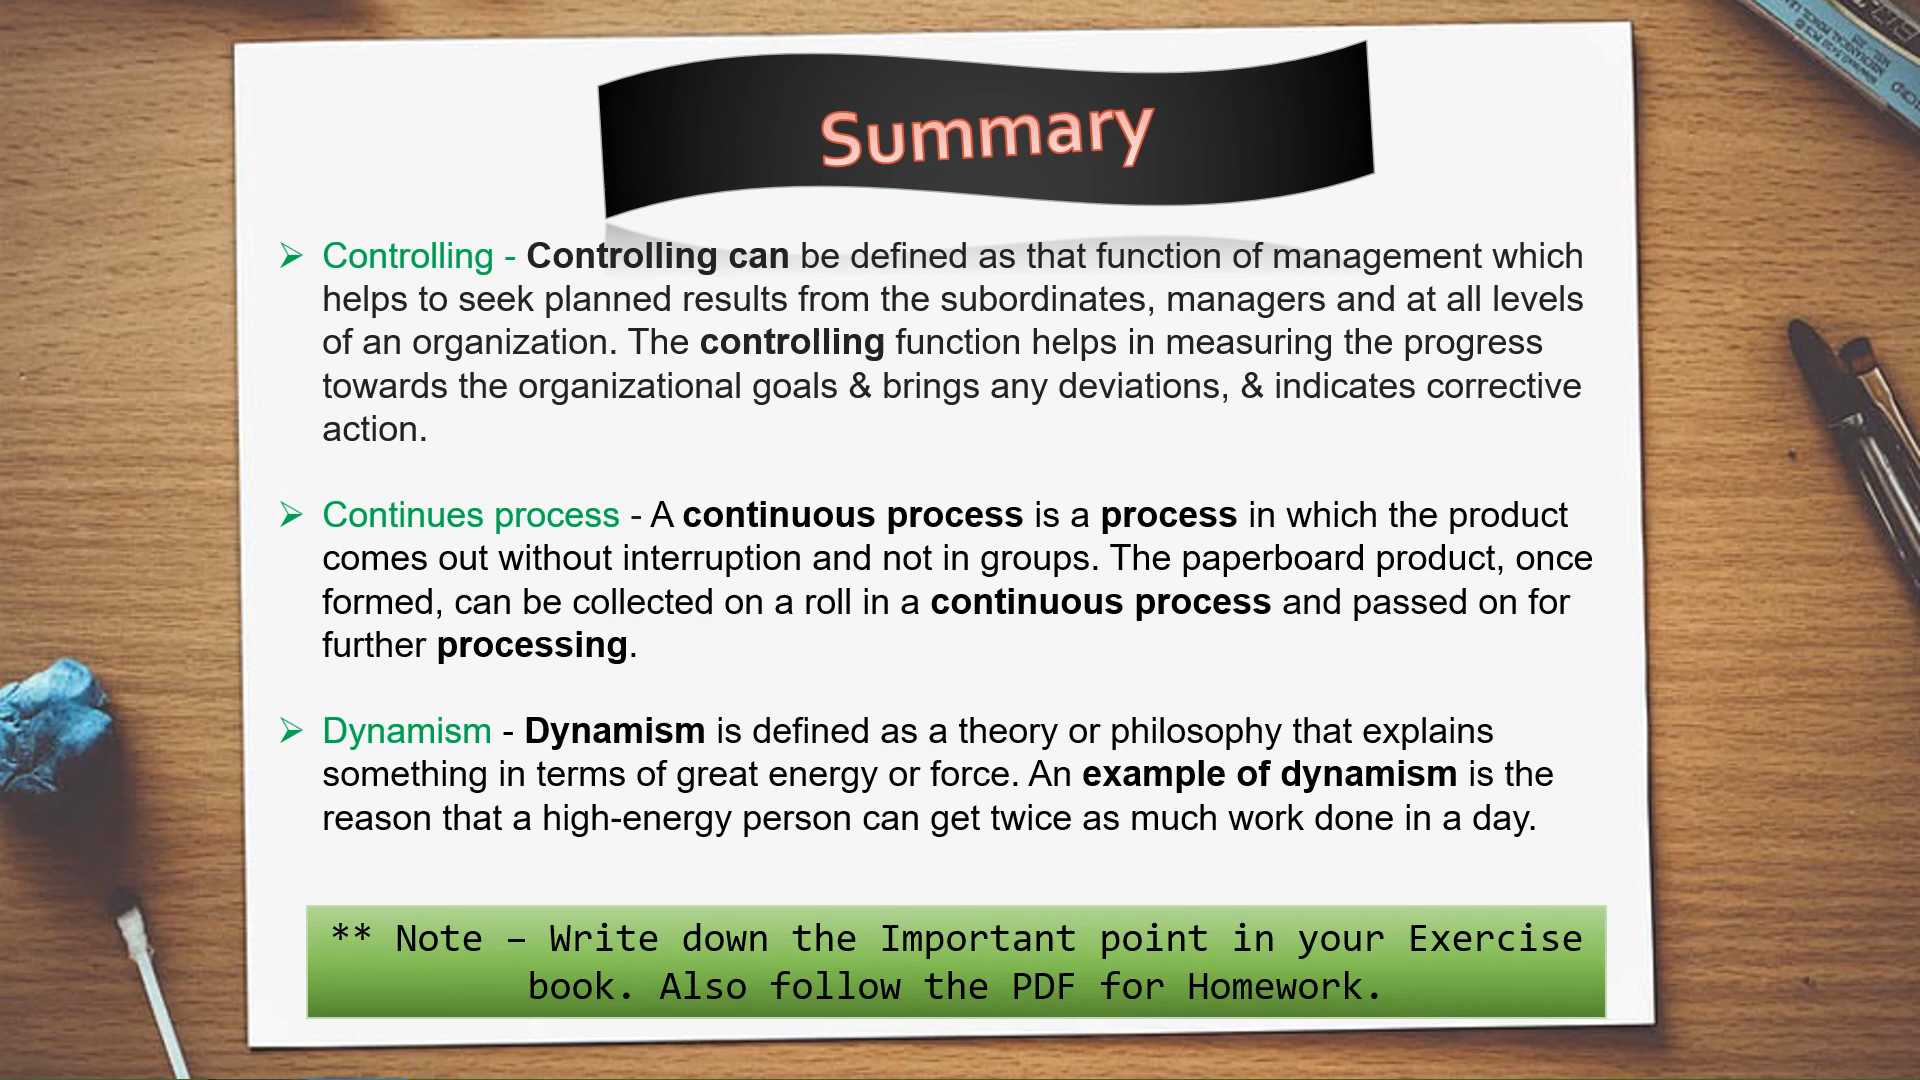 Summary
➢ Controlling - Controlling can be defined as that function of management which
helps to seek planned results from the subordinates, managers and at all levels
of an organization. The controlling function helps in measuring the progress
towards the organizational goals & brings any deviations, & indicates corrective
action.
➢ Continues process - A continuous process is a process in which the product
comes out without interruption and not in groups. The paperboard product, once
formed, can be collected on a roll in a continuous process and passed on for
further processing.
➢ Dynamism - Dynamism is defined as a theory or philosophy that explains
something in terms of great energy or force. An example of dynamism is the
reason that a high-energy person can get twice as much work done in a day.
** Note – Write down the Important point in your Exercise
book. Also follow the PDF for Homework.